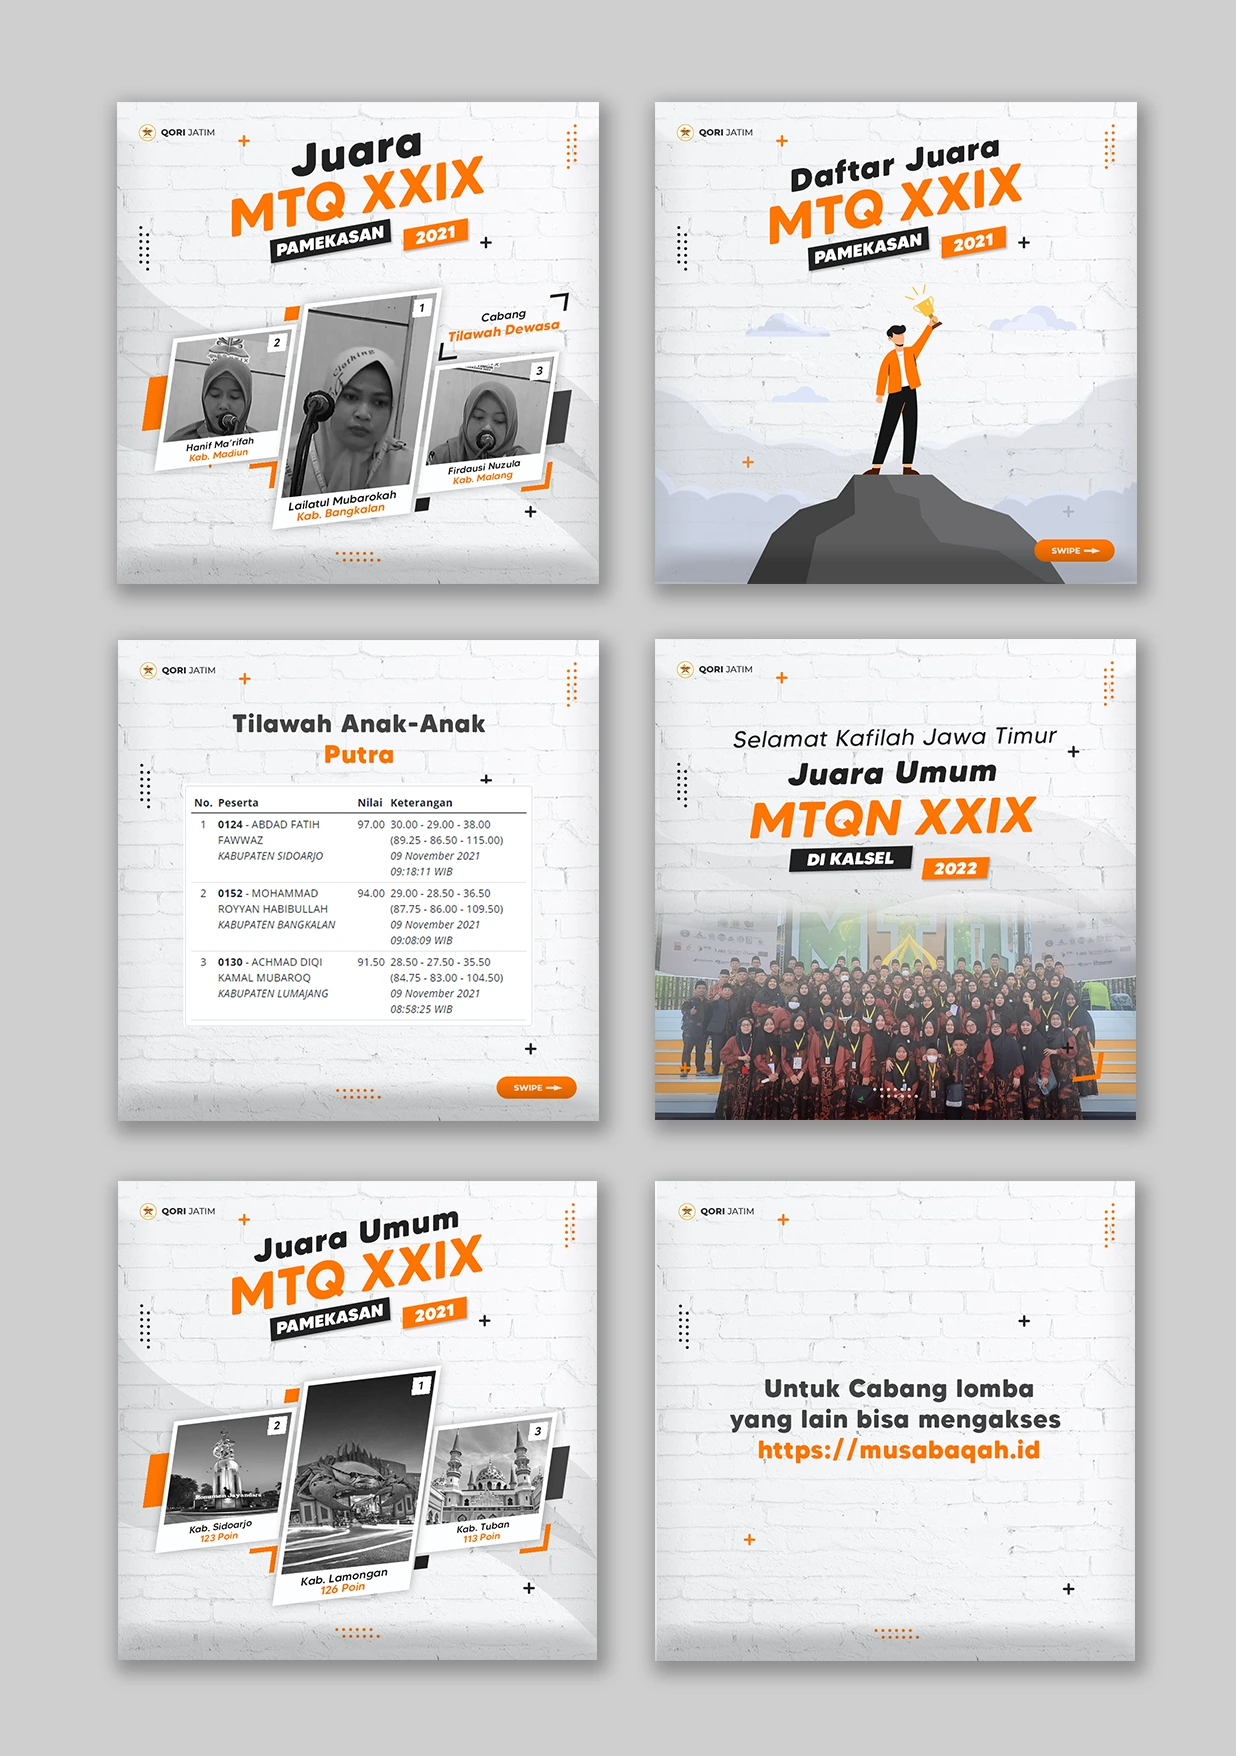 QORI JATIM
Juara
MTQ XXIX
PAMEKASAN 2021
1
Cabang
Tilawah Dewasa
2
3
Clothing
Hanif Ma'rifah
Kab. Madiun
Firdausi Nuzula
Kab. Malang
Lailatul Mubarokah
Kab. Bangkalan
QORI JATIM
Daftar Juara
MTQ XXIX
PAMEKASAN 2021
SWIPE
QORI JATIM
Tilawah Anak-Anak
Putra
No. Peserta Nilai Keterangan
1 0124 - ABDAD FATIH 97.00 30.00 - 29.00 - 38.00
FAWWAZ (89.25 - 86.50 - 115.00)
KABUPATEN SIDOARJO 09 November 2021
09:18:11 WIB
2 0152 - MOHAMMAD 94.00 29.00 - 28.50 - 36.50
ROYYAN HABIBULLAH (87.75 - 86.00 - 109.50)
KABUPATEN BANGKALAN 09 November 2021
09:08:09 WIB
3 0130 - ACHMAD DIQI 91.50 28.50 - 27.50 - 35.50
KAMAL MUBAROQ (84.75 - 83.00 - 104.50)
KABUPATEN LUMAJANG 09 November 2021
08:58:25 WIB
SWIPE
QORI JATIM
Selamat Kafilah Jawa Timur
Juara Umum
MTQN XXIX
DI KALSEL
2022
QORI JATIM
Juara Umum
MTQ XXIX
PAMEKASAN 2021
1
2
3
Monumen Jayandaru
Kab. Sidoarjo
123 Poin
Kab. Tuban
113 Poin
Kab. Lamongan
126 Poin
QORI JATIM
Untuk Cabang lomba
yang lain bisa mengakses
https://musabaqah.id